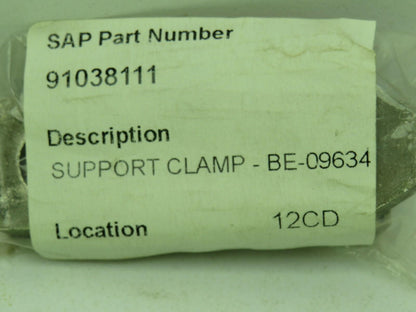 SAP Part Number
91038111
Description
SUPPORT CLAMP - BE-09634
Location 12CD